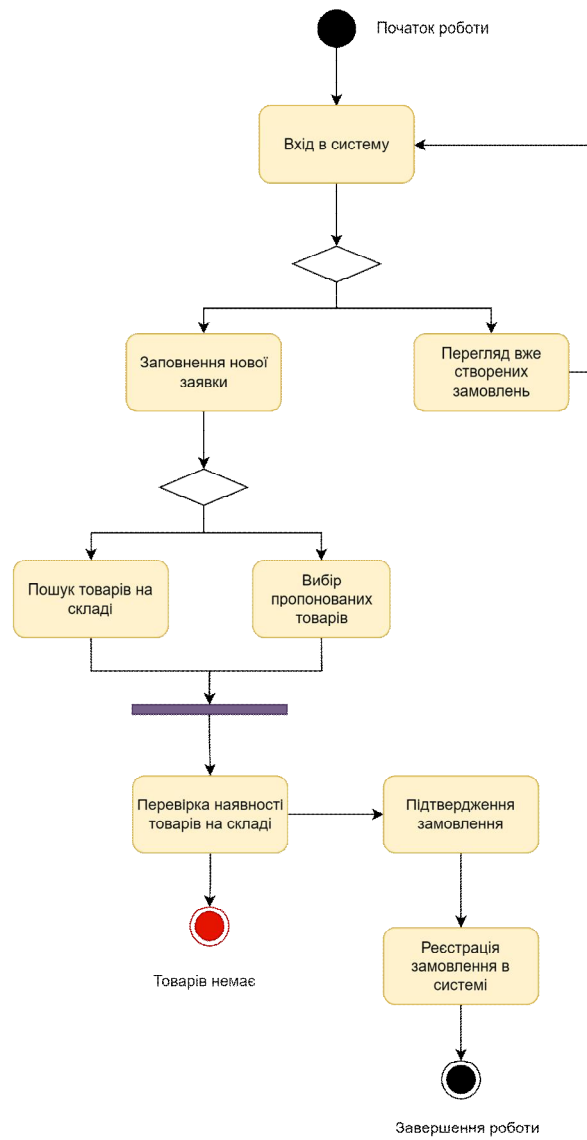 Початок роботи
Вхід в систему
Заповнення нової
заявки
Перегляд вже
створених
замовлень
Пошук товарів на
складі
Вибір
пропонованих
товарів
Перевірка наявності
товарів на складі
Підтвердження
замовлення
Товарів немає
Реєстрація
замовлення в
системі
Завершення роботи